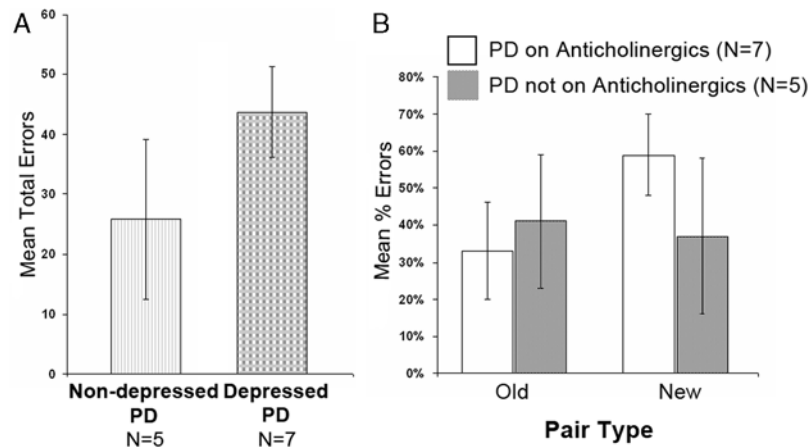 A
60
50
40
30
20
10
0
Mean Total Errors
Non-depressed Depressed
PD PD
N=5 N=7
B
PD on Anticholinergics (N=7)
PD not on Anticholinergics (N=5)
80%
70%
60%
50%
40%
30%
20%
10%
0%
Mean % Errors
Old New
Pair Type